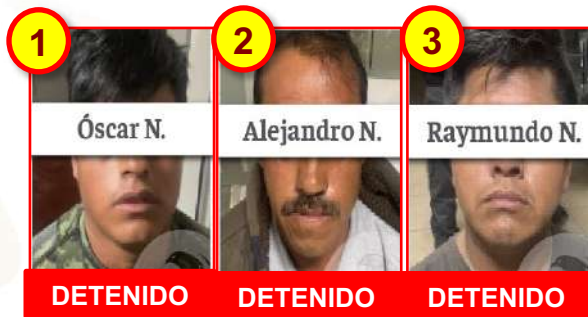 1
2
3
Óscar N.
Alejandro N.
Raymundo N.
DETENIDO
DETENIDO
DETENIDO